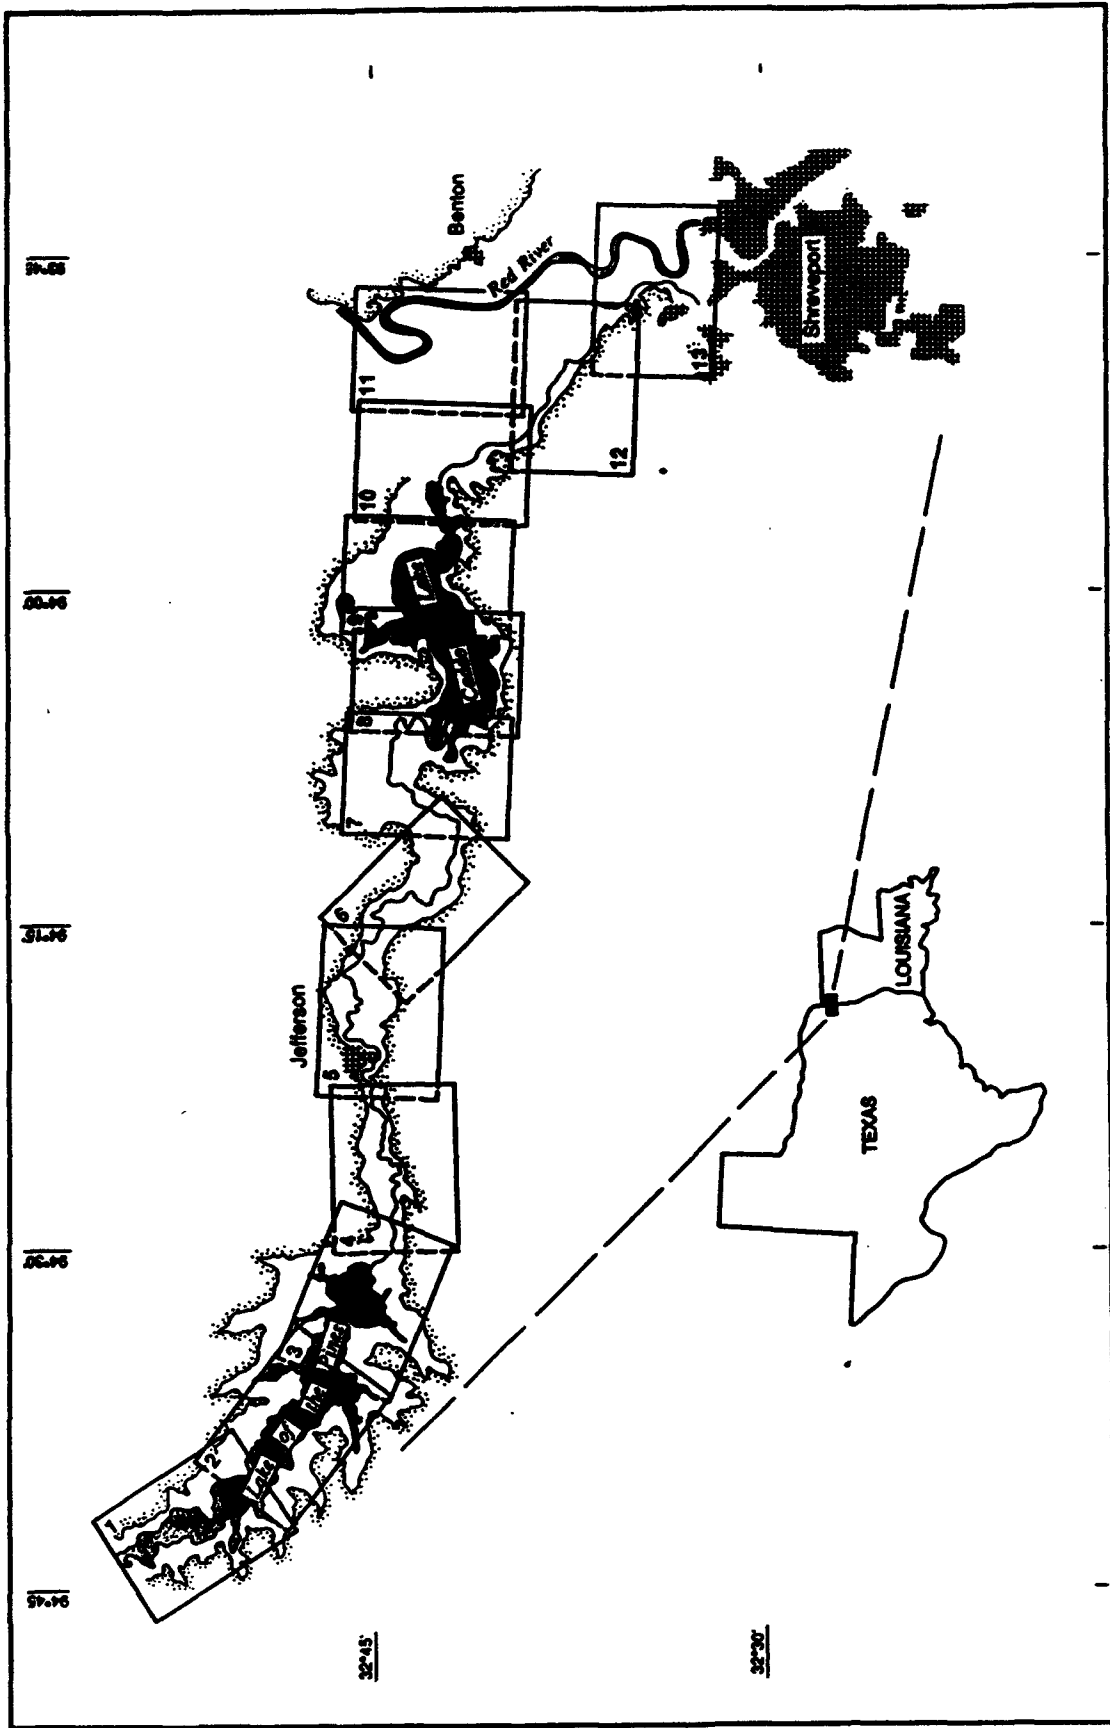 94°45'
94°30'
94°15'
94°00'
93°45'
32°45'
32°30'
1
2
3
4
5
6
7
8
9
10
11
12
13
Lake of the Pines
Jefferson
Caddo Lake
Red River
Benton
Shreveport
TEXAS
LOUISIANA